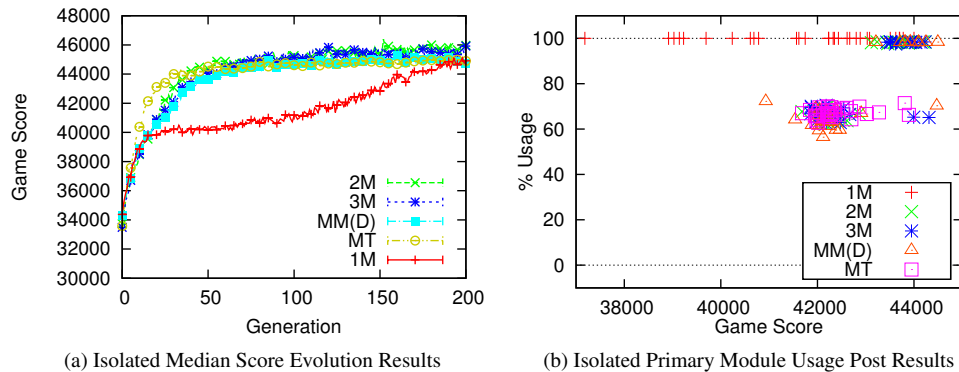 48000
46000
44000
42000
40000
38000
36000
34000
32000
30000
Game Score
0
50
100
150
200
Generation
2M
3M
MM(D)
MT
1M
(a) Isolated Median Score Evolution Results
100
80
60
40
20
0
% Usage
38000
40000
42000
44000
Game Score
1M
2M
3M
MM(D)
MT
(b) Isolated Primary Module Usage Post Results